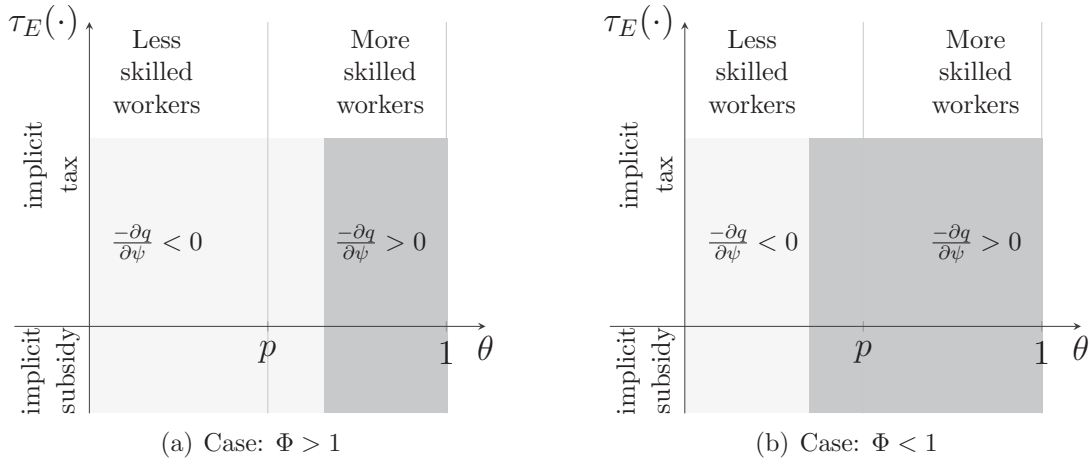 τ_E(·)
Less
skilled
workers
More
skilled
workers
implicit
tax
−∂q/∂ψ < 0
−∂q/∂ψ > 0
implicit
subsidy
p
1
θ
(a) Case: Φ > 1
τ_E(·)
Less
skilled
workers
More
skilled
workers
implicit
tax
−∂q/∂ψ < 0
−∂q/∂ψ > 0
implicit
subsidy
p
1
θ
(b) Case: Φ < 1